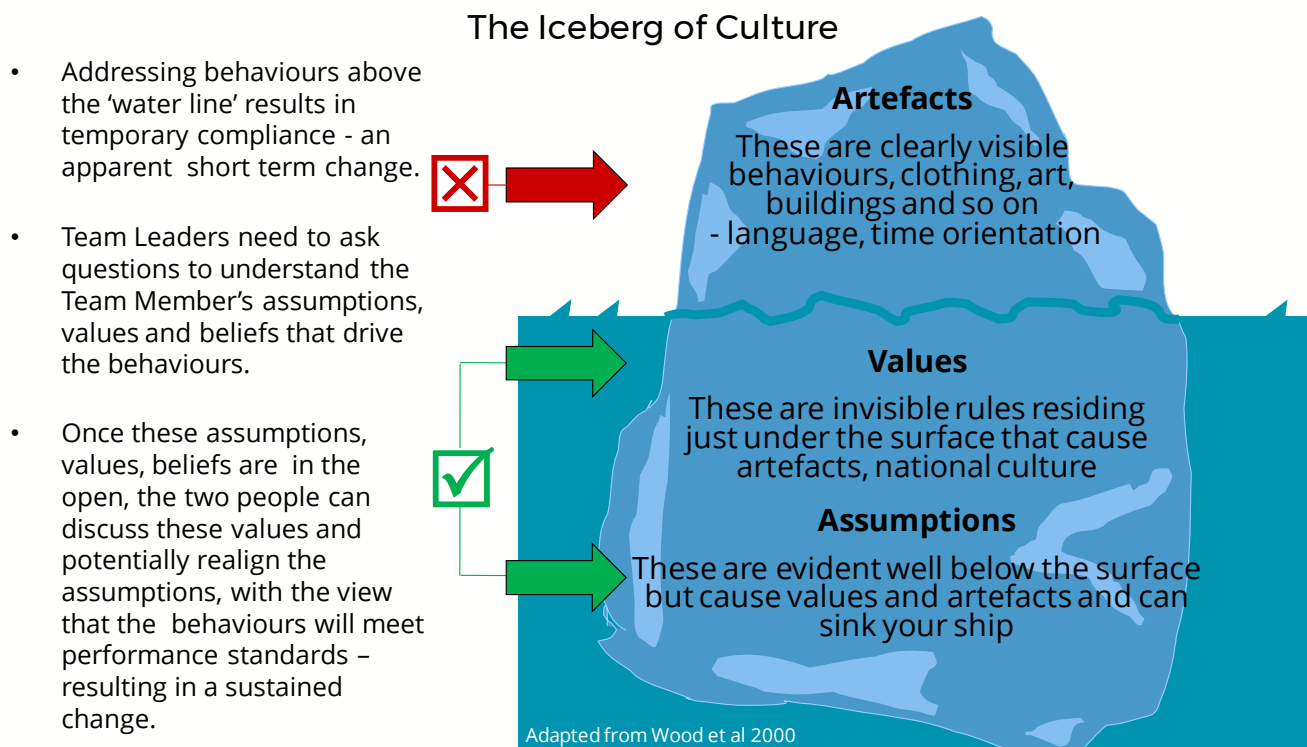 The Iceberg of Culture
• Addressing behaviours above
the ‘water line’ results in
temporary compliance - an
apparent short term change.
• Team Leaders need to ask
questions to understand the
Team Member’s assumptions,
values and beliefs that drive
the behaviours.
• Once these assumptions,
values, beliefs are in the
open, the two people can
discuss these values and
potentially realign the
assumptions, with the view
that the behaviours will meet
performance standards –
resulting in a sustained
change.
Artefacts
These are clearly visible
behaviours, clothing, art,
buildings and so on
- language, time orientation
Values
These are invisible rules residing
just under the surface that cause
artefacts, national culture
Assumptions
These are evident well below the surface
but cause values and artefacts and can
sink your ship
Adapted from Wood et al 2000